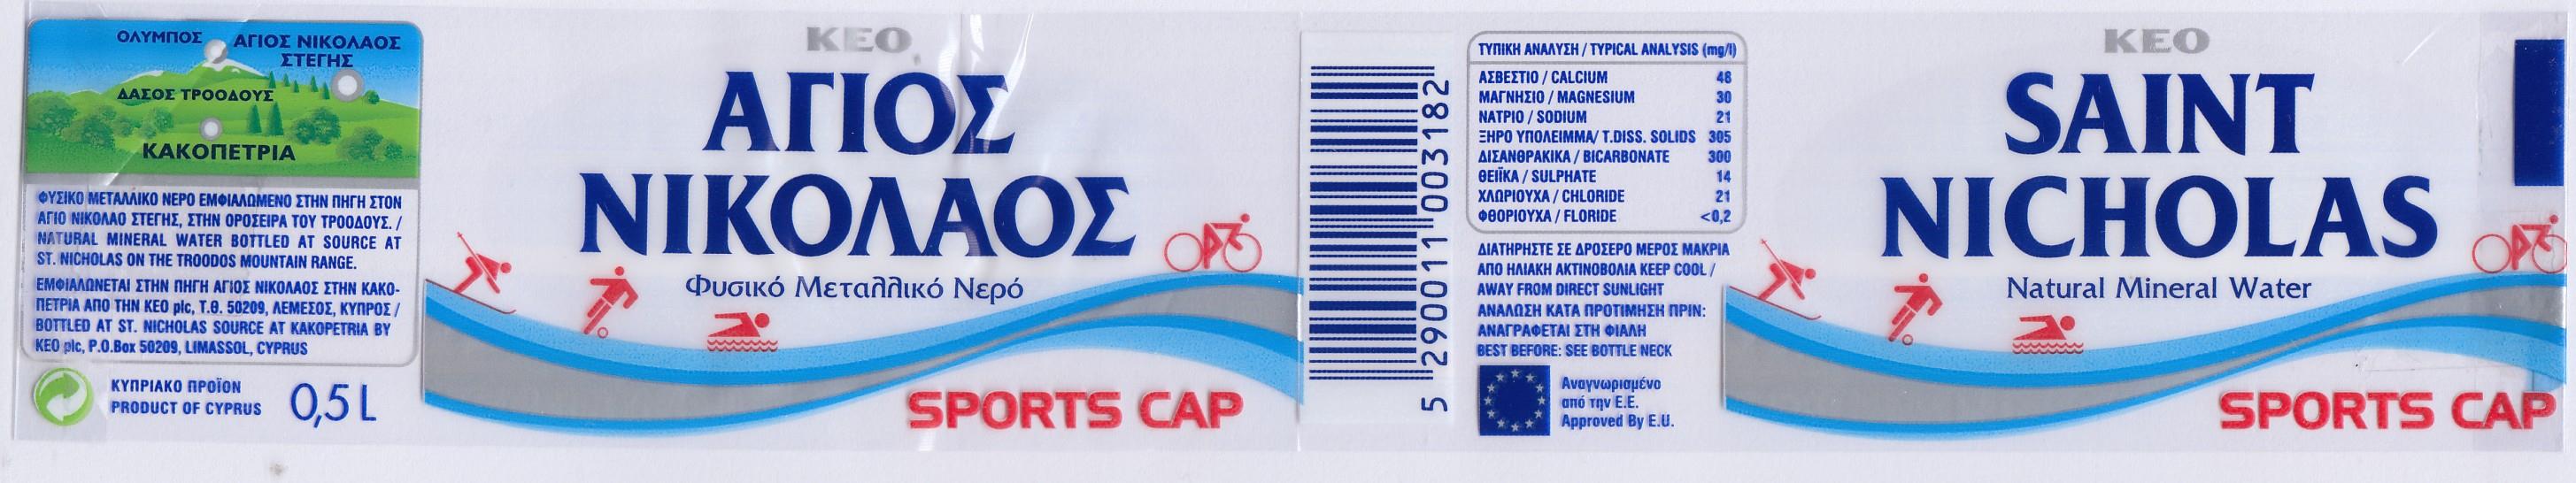 ΟΛΥΜΠΟΣ
ΑΓΙΟΣ ΝΙΚΟΛΑΟΣ
ΣΤΕΓΗΣ
ΔΑΣΟΣ ΤΡΟΟΔΟΥΣ
ΚΑΚΟΠΕΤΡΙΑ
ΦΥΣΙΚΟ ΜΕΤΑΛΛΙΚΟ ΝΕΡΟ ΕΜΦΙΑΛΩΜΕΝΟ ΣΤΗΝ ΠΗΓΗ ΣΤΟΝ
ΑΓΙΟ ΝΙΚΟΛΑΟ ΣΤΕΓΗΣ, ΣΤΗΝ ΟΡΟΣΕΙΡΑ ΤΟΥ ΤΡΟΟΔΟΥΣ. /
NATURAL MINERAL WATER BOTTLED AT SOURCE AT
ST. NICHOLAS ON THE TROODOS MOUNTAIN RANGE.
ΕΜΦΙΑΛΩΝΕΤΑΙ ΣΤΗΝ ΠΗΓΗ ΑΓΙΟΣ ΝΙΚΟΛΑΟΣ ΣΤΗΝ ΚΑΚΟ-
ΠΕΤΡΙΑ ΑΠΟ ΤΗΝ ΚΕΟ plc, Τ.Θ. 50209, ΛΕΜΕΣΟΣ, ΚΥΠΡΟΣ /
BOTTLED AT ST. NICHOLAS SOURCE AT KAKOPETRIA BY
KEO plc, P.O.Box 50209, LIMASSOL, CYPRUS
ΚΥΠΡΙΑΚΟ ΠΡΟΪΟΝ
PRODUCT OF CYPRUS
0,5 L
KEO
ΑΓΙΟΣ
ΝΙΚΟΛΑΟΣ
Φυσικό Μεταλλικό Νερό
SPORTS CAP
5 290011 003182
ΤΥΠΙΚΗ ΑΝΑΛΥΣΗ / TYPICAL ANALYSIS (mg/l)
ΑΣΒΕΣΤΙΟ / CALCIUM 48
ΜΑΓΝΗΣΙΟ / MAGNESIUM 30
ΝΑΤΡΙΟ / SODIUM 21
ΞΗΡΟ ΥΠΟΛΕΙΜΜΑ/ T.DISS. SOLIDS 305
ΔΙΣΑΝΘΡΑΚΙΚΑ / BICARBONATE 300
ΘΕΙΪΚΑ / SULPHATE 14
ΧΛΩΡΙΟΥΧΑ / CHLORIDE 21
ΦΘΟΡΙΟΥΧΑ / FLORIDE <0,2
ΔΙΑΤΗΡΗΣΤΕ ΣΕ ΔΡΟΣΕΡΟ ΜΕΡΟΣ ΜΑΚΡΙΑ
ΑΠΟ ΗΛΙΑΚΗ ΑΚΤΙΝΟΒΟΛΙΑ KEEP COOL /
AWAY FROM DIRECT SUNLIGHT
ΑΝΑΛΩΣΗ ΚΑΤΑ ΠΡΟΤΙΜΗΣΗ ΠΡΙΝ:
ΑΝΑΓΡΑΦΕΤΑΙ ΣΤΗ ΦΙΑΛΗ
BEST BEFORE: SEE BOTTLE NECK
Αναγνωρισμένο
από την Ε.Ε.
Approved By E.U.
KEO
SAINT
NICHOLAS
Natural Mineral Water
SPORTS CAP